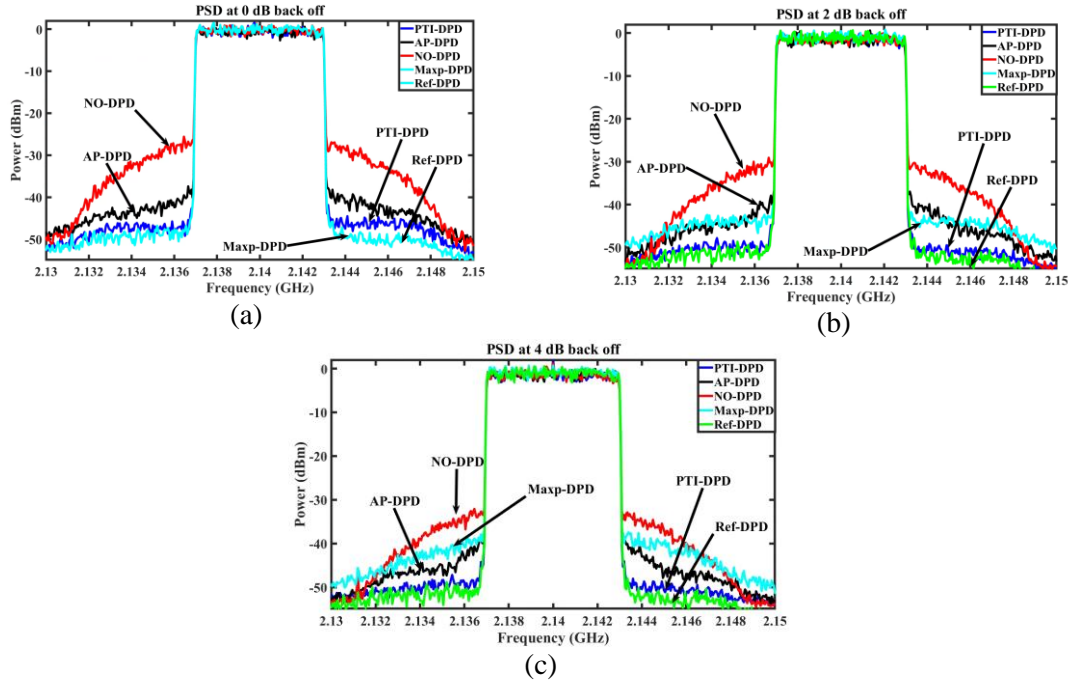 PSD at 0 dB back off
0
-10
-20
-30
-40
-50
Power (dBm)
PTI-DPD
AP-DPD
NO-DPD
Maxp-DPD
Ref-DPD
NO-DPD
AP-DPD
PTI-DPD
Ref-DPD
Maxp-DPD
2.13 2.132 2.134 2.136 2.138 2.14 2.142 2.144 2.146 2.148 2.15
Frequency (GHz)
(a)
PSD at 2 dB back off
0
-10
-20
-30
-40
-50
Power (dBm)
PTI-DPD
AP-DPD
NO-DPD
Maxp-DPD
Ref-DPD
NO-DPD
AP-DPD
PTI-DPD
Ref-DPD
Maxp-DPD
2.13 2.132 2.134 2.136 2.138 2.14 2.142 2.144 2.146 2.148 2.15
Frequency (GHz)
(b)
PSD at 4 dB back off
0
-10
-20
-30
-40
-50
Power (dBm)
PTI-DPD
AP-DPD
NO-DPD
Maxp-DPD
Ref-DPD
NO-DPD
Maxp-DPD
AP-DPD
PTI-DPD
Ref-DPD
2.13 2.132 2.134 2.136 2.138 2.14 2.142 2.144 2.146 2.148 2.15
Frequency (GHz)
(c)